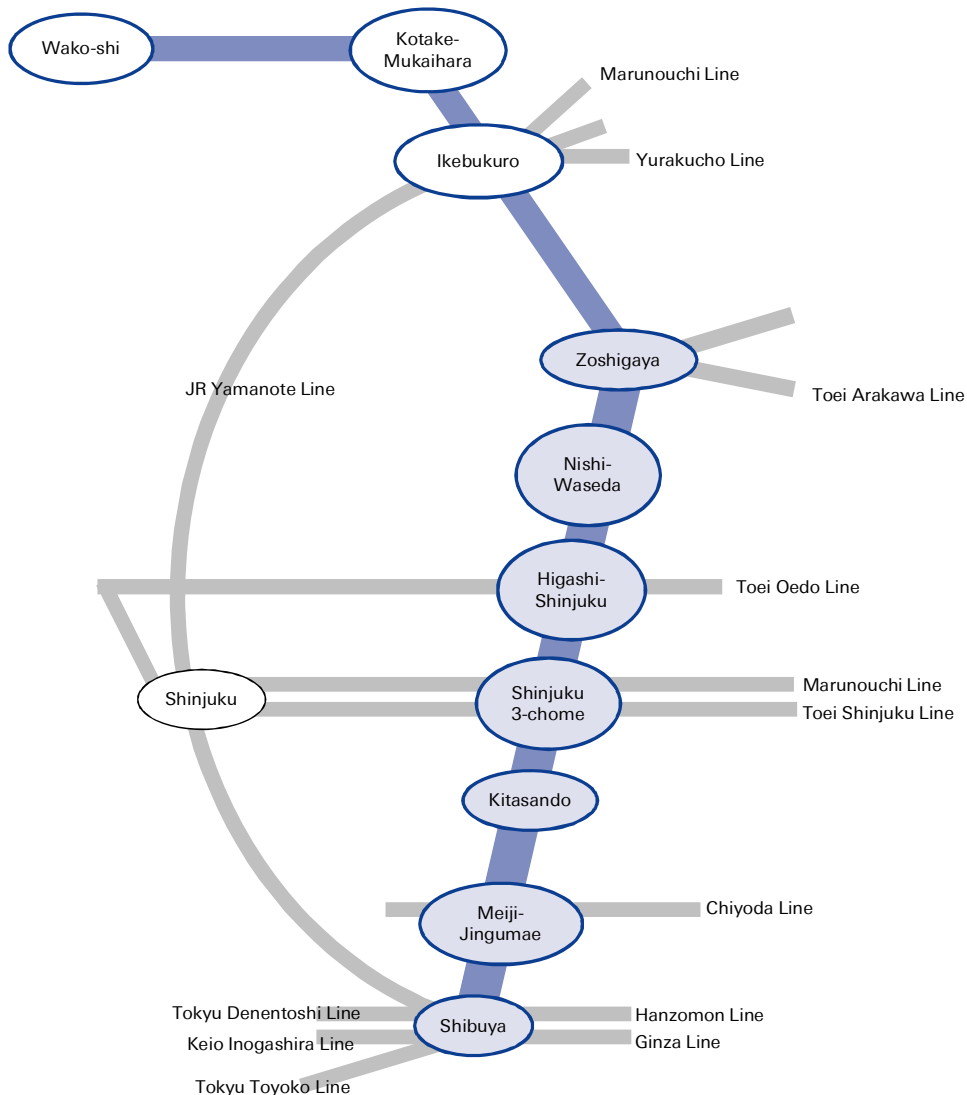 Wako-shi
Kotake-
Mukaihara
Marunouchi Line
Ikebukuro
Yurakucho Line
Zoshigaya
JR Yamanote Line
Toei Arakawa Line
Nishi-
Waseda
Higashi-
Shinjuku
Toei Oedo Line
Shinjuku
Shinjuku
3-chome
Marunouchi Line
Toei Shinjuku Line
Kitasando
Meiji-
Jingumae
Chiyoda Line
Tokyu Denentoshi Line
Shibuya
Hanzomon Line
Keio Inogashira Line
Ginza Line
Tokyu Toyoko Line